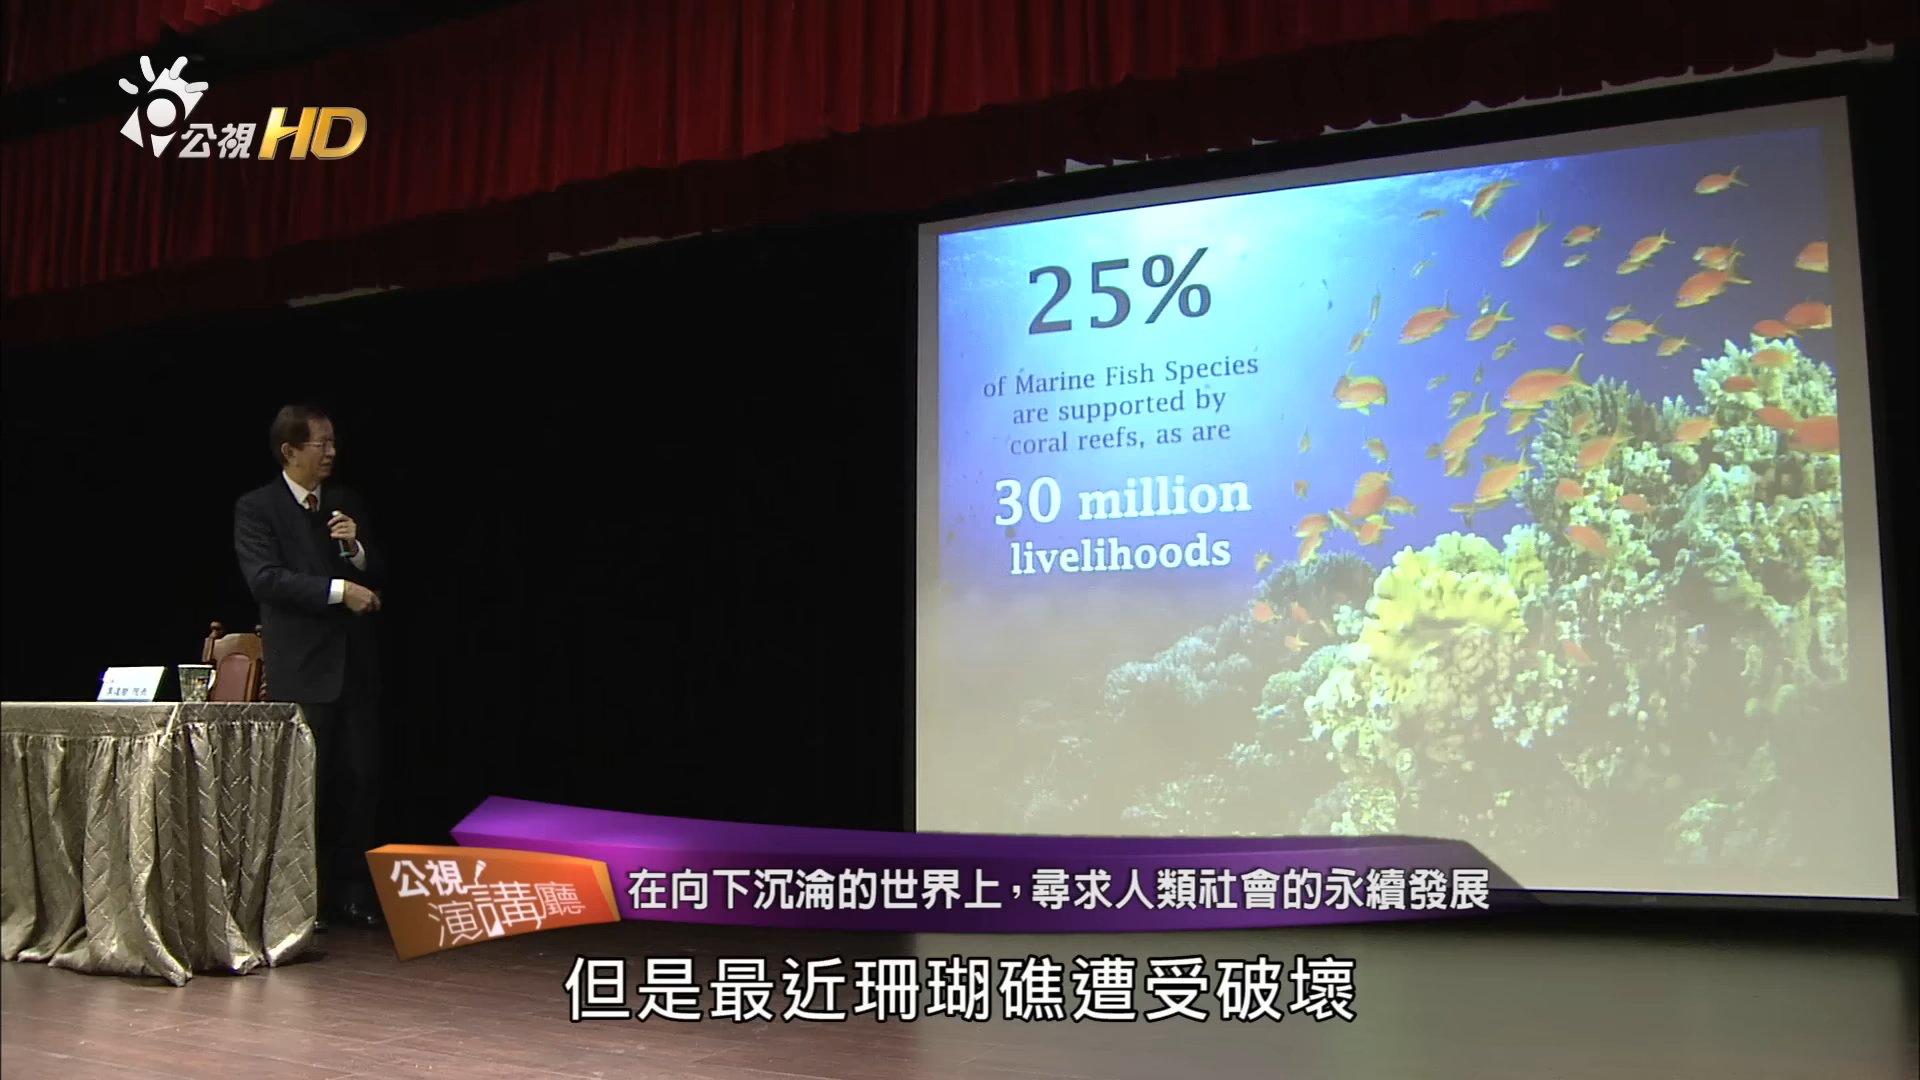 公視HD
25%
of Marine Fish Species
are supported by
coral reefs, as are
30 million
livelihoods
公視
演講廳
在向下沉淪的世界上，尋求人類社會的永續發展
但是最近珊瑚礁遭受破壞